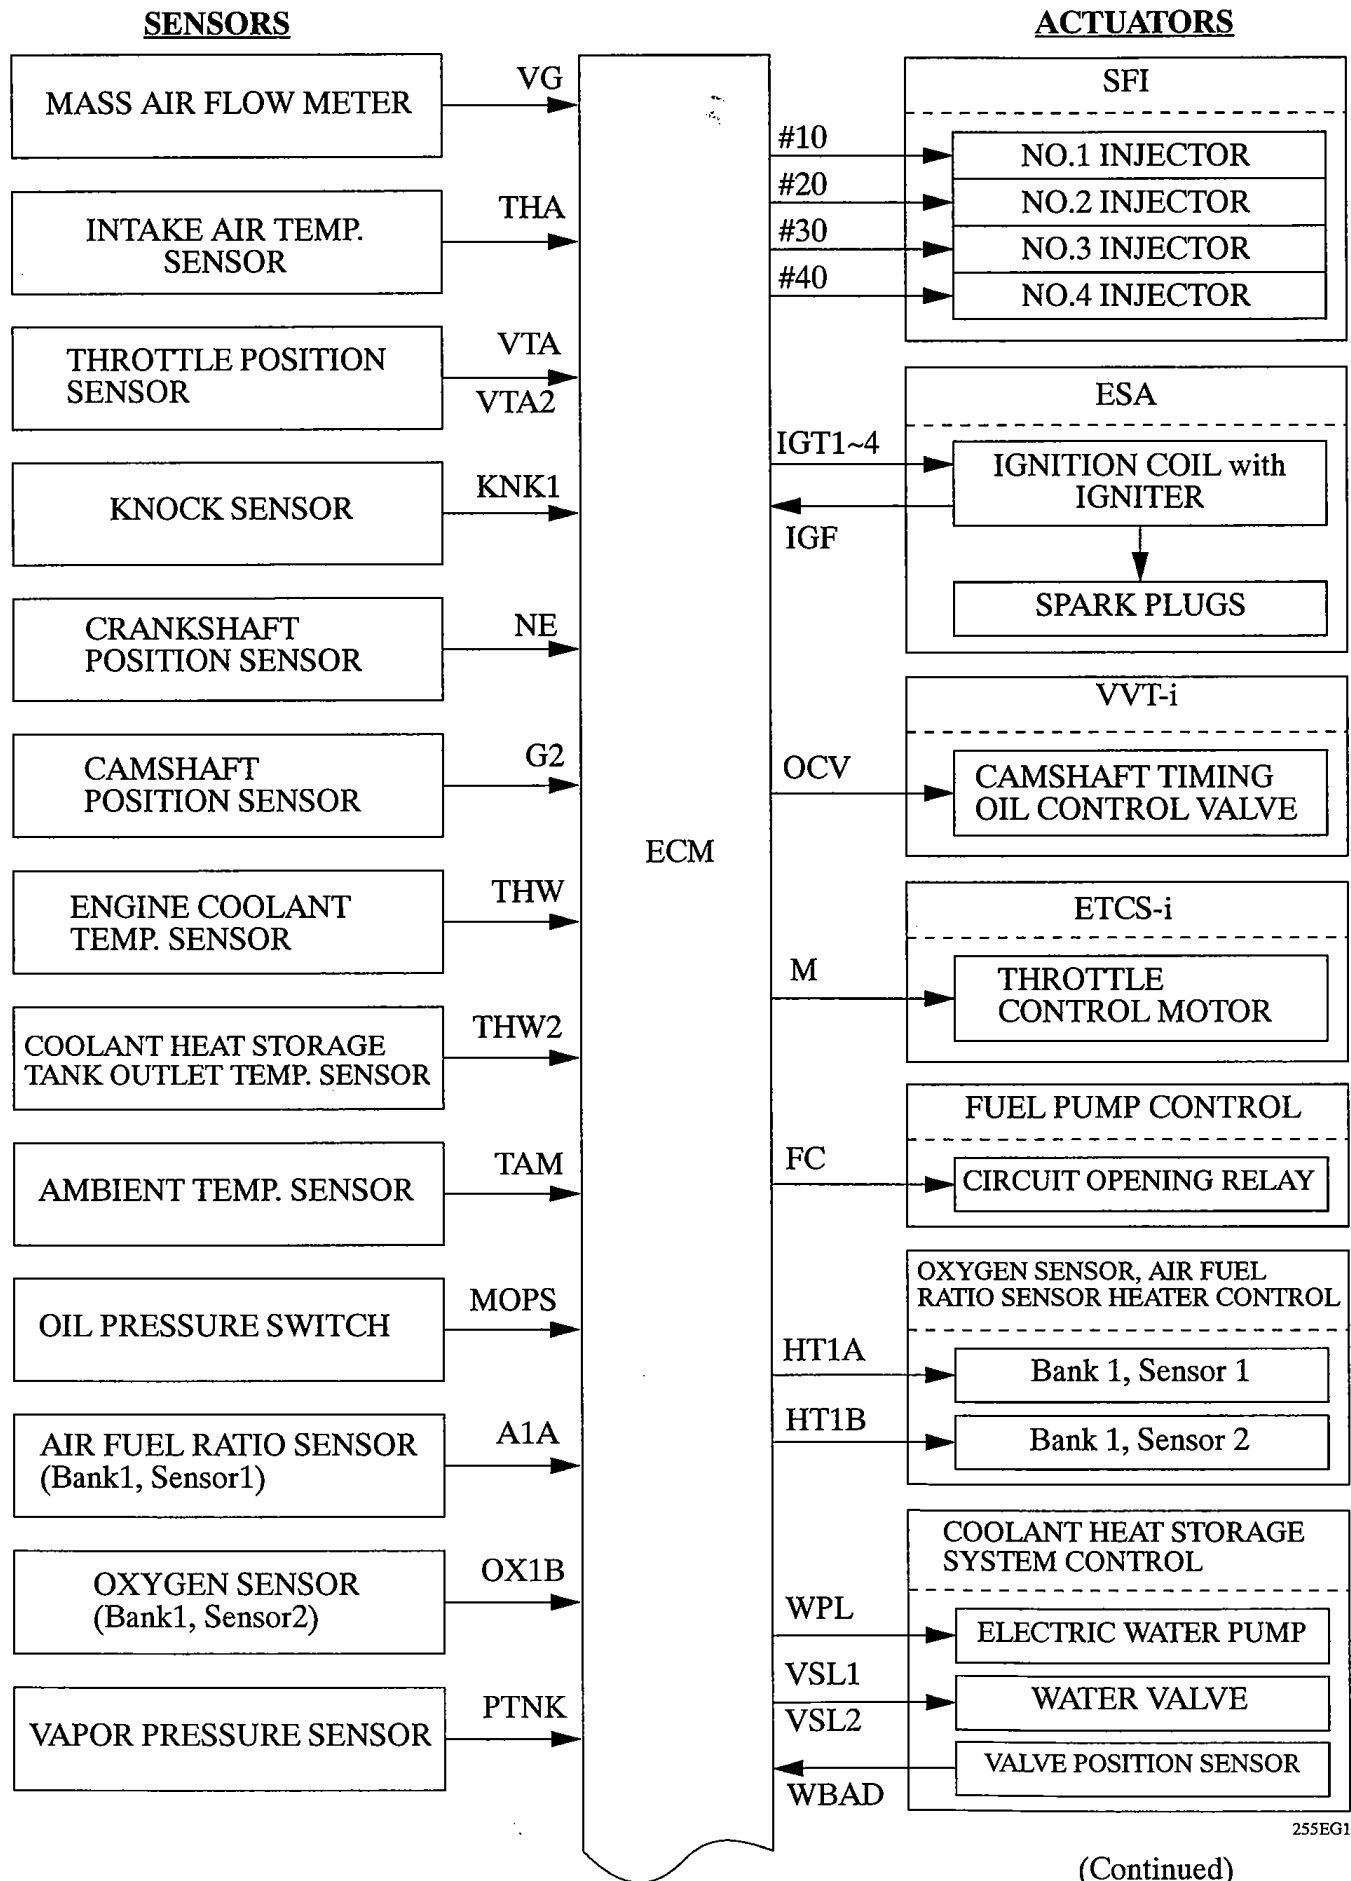 SENSORS
MASS AIR FLOW METER
VG
INTAKE AIR TEMP.
SENSOR
THA
THROTTLE POSITION
SENSOR
VTA
VTA2
KNOCK SENSOR
KNK1
CRANKSHAFT
POSITION SENSOR
NE
CAMSHAFT
POSITION SENSOR
G2
ENGINE COOLANT
TEMP. SENSOR
THW
COOLANT HEAT STORAGE
TANK OUTLET TEMP. SENSOR
THW2
AMBIENT TEMP. SENSOR
TAM
OIL PRESSURE SWITCH
MOPS
AIR FUEL RATIO SENSOR
(Bank1, Sensor1)
A1A
OXYGEN SENSOR
(Bank1, Sensor2)
OX1B
VAPOR PRESSURE SENSOR
PTNK
ECM
ACTUATORS
SFI
#10
NO.1 INJECTOR
#20
NO.2 INJECTOR
#30
NO.3 INJECTOR
#40
NO.4 INJECTOR
ESA
IGT1~4
IGNITION COIL with
IGNITER
IGF
SPARK PLUGS
VVT-i
OCV
CAMSHAFT TIMING
OIL CONTROL VALVE
ETCS-i
M
THROTTLE
CONTROL MOTOR
FUEL PUMP CONTROL
FC
CIRCUIT OPENING RELAY
OXYGEN SENSOR, AIR FUEL
RATIO SENSOR HEATER CONTROL
HT1A
Bank 1, Sensor 1
HT1B
Bank 1, Sensor 2
COOLANT HEAT STORAGE
SYSTEM CONTROL
WPL
ELECTRIC WATER PUMP
VSL1
WATER VALVE
VSL2
VALVE POSITION SENSOR
WBAD
255EG1
(Continued)